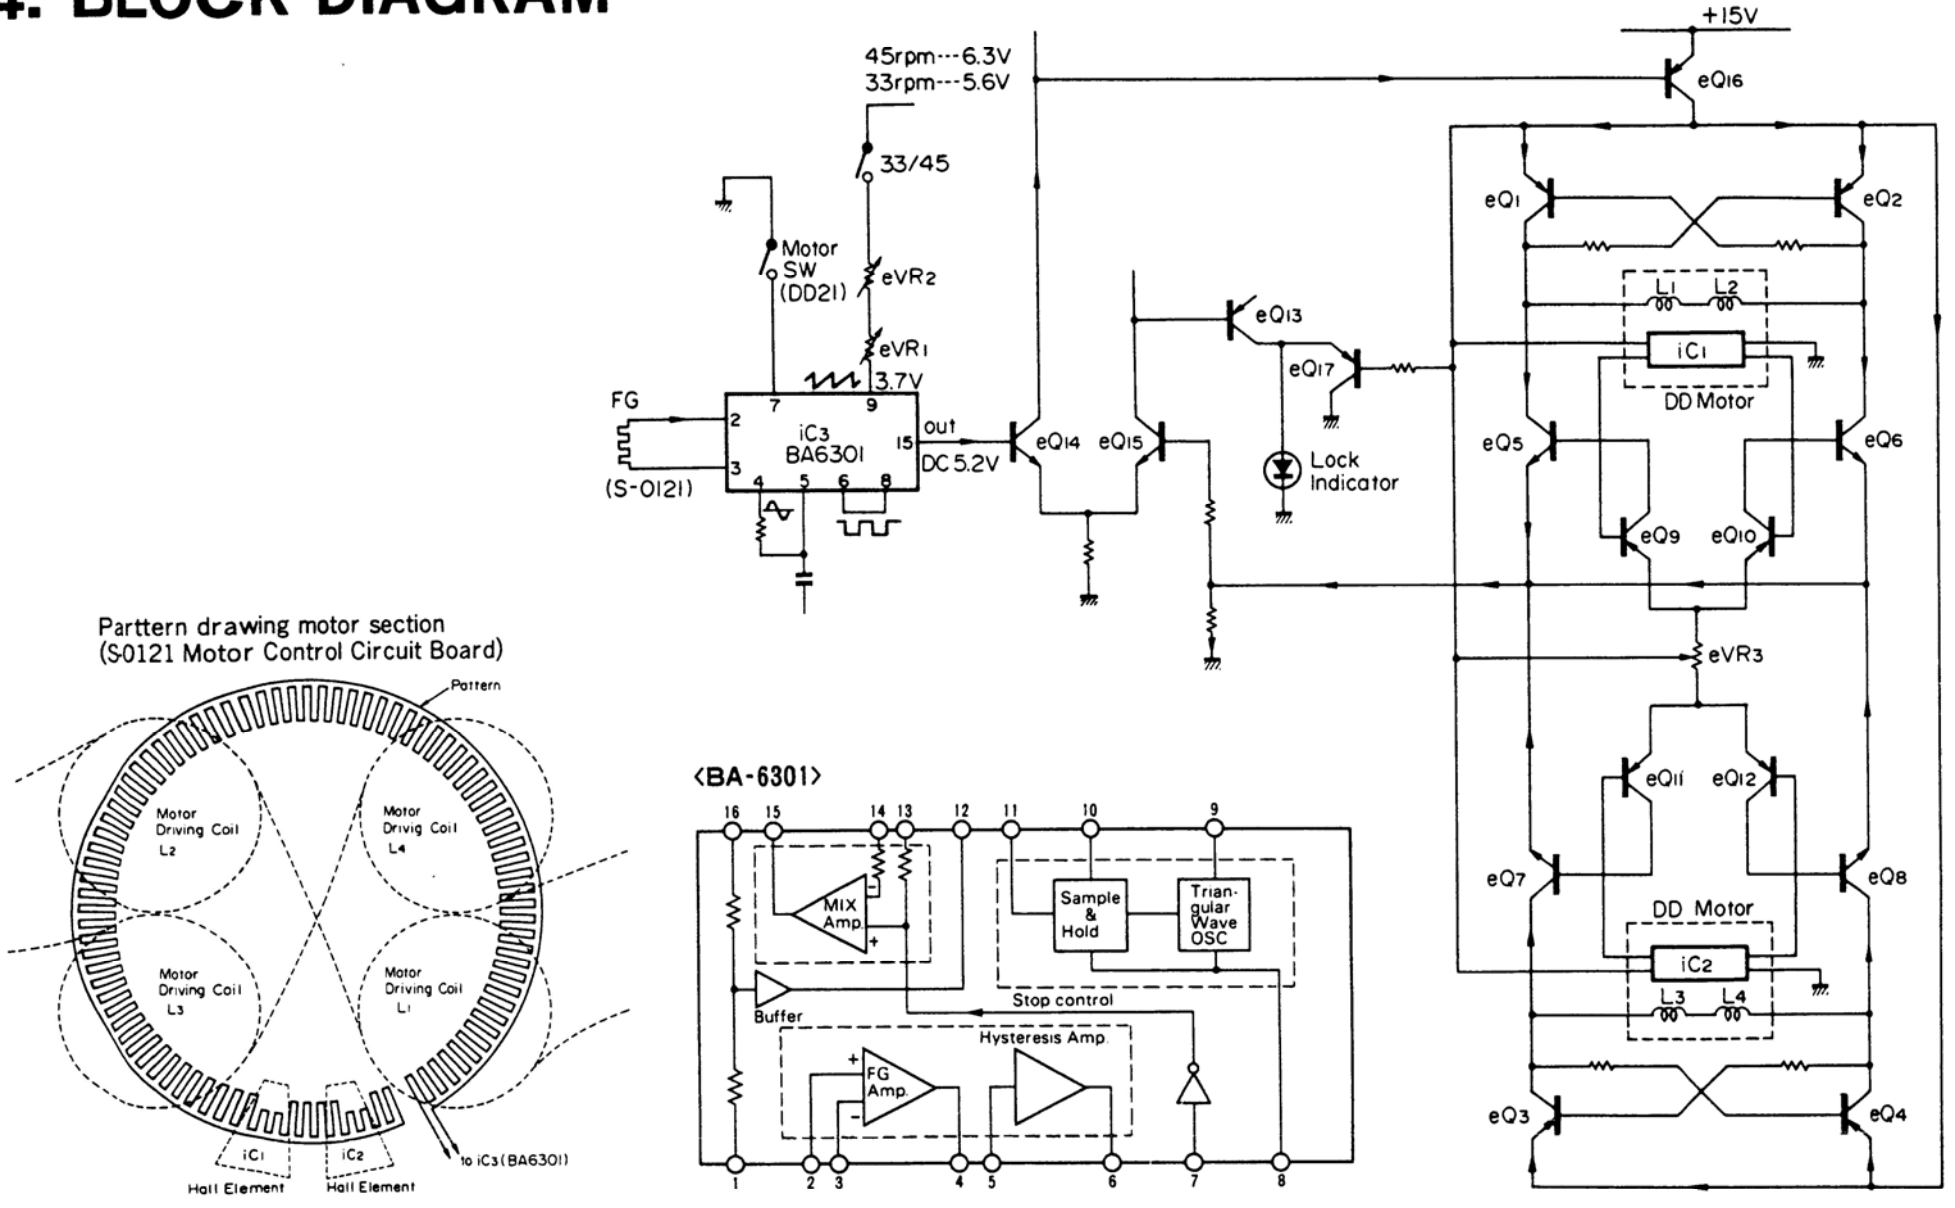 4. BLOCK DIAGRAM
+15V
45rpm---6.3V
33rpm---5.6V
eQ16
33/45
Motor
SW
(DD21)
eVR2
eVR1
3.7V
FG
(S-0121)
7
9
2
3
iC3
BA6301
15
4
5
6
8
out
DC 5.2V
eQ14
eQ15
eQ13
eQ17
Lock
Indicator
eQ1
eQ2
L1
L2
iC1
DD Motor
eQ5
eQ6
eQ9
eQ10
eVR3
eQ11
eQ12
eQ7
eQ8
DD Motor
iC2
L3
L4
eQ3
eQ4
Parttern drawing motor section
(S-0121 Motor Control Circuit Board)
Pattern
Motor
Driving Coil
L2
Motor
Drivig Coil
L4
Motor
Driving Coil
L3
Motor
Driving Coil
L1
iC1
iC2
to iC3 (BA6301)
Hall Element
Hall Element
<BA-6301>
16
15
14
13
12
11
10
9
MIX
Amp.
-
+
Sample
&
Hold
Trian-
gular
Wave
OSC
Buffer
Stop control
Hysteresis Amp.
+
FG
Amp.
-
1
2
3
4
5
6
7
8